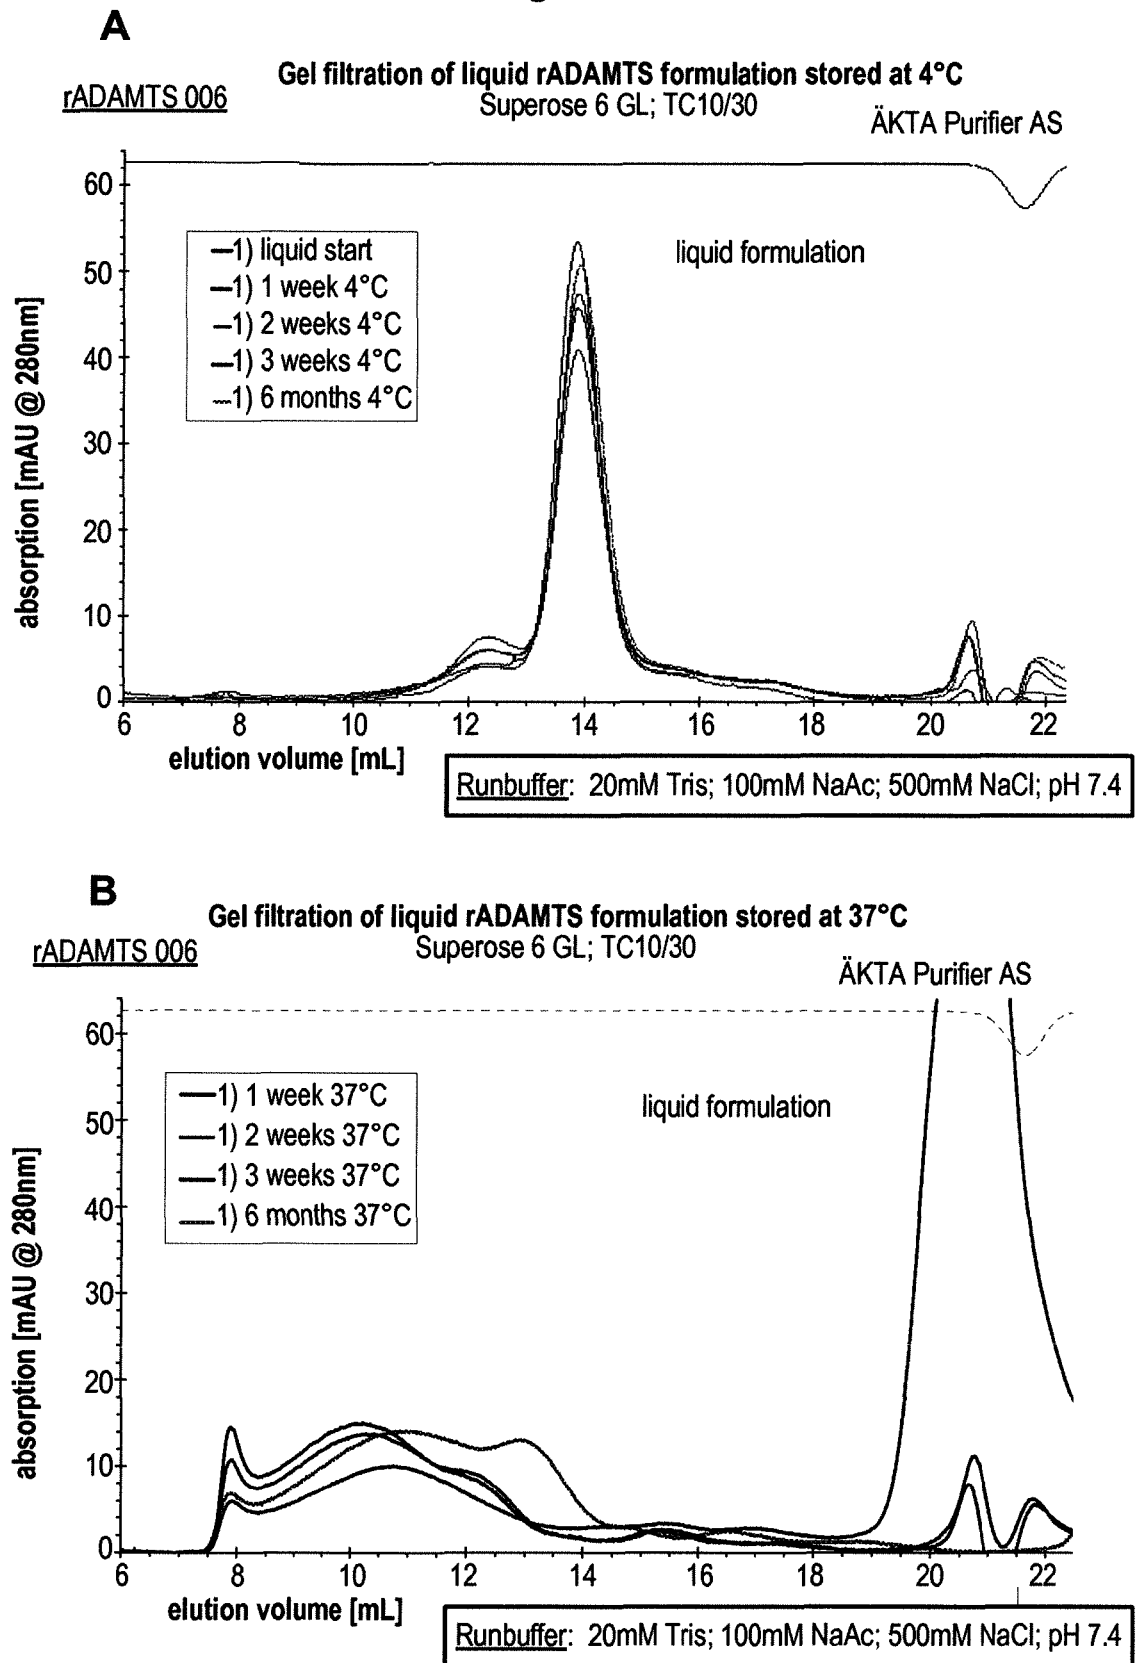 A
Gel filtration of liquid rADAMTS formulation stored at 4°C
rADAMTS 006
Superose 6 GL; TC10/30
ÄKTA Purifier AS
60
50
40
30
20
10
0
absorption [mAU @ 280nm]
1) liquid start
1) 1 week 4°C
1) 2 weeks 4°C
1) 3 weeks 4°C
1) 6 months 4°C
liquid formulation
6 8 10 12 14 16 18 20 22
elution volume [mL]
Runbuffer: 20mM Tris; 100mM NaAc; 500mM NaCl; pH 7.4
B
Gel filtration of liquid rADAMTS formulation stored at 37°C
rADAMTS 006
Superose 6 GL; TC10/30
ÄKTA Purifier AS
60
50
40
30
20
10
0
absorption [mAU @ 280nm]
1) 1 week 37°C
1) 2 weeks 37°C
1) 3 weeks 37°C
1) 6 months 37°C
liquid formulation
6 8 10 12 14 16 18 20 22
elution volume [mL]
Runbuffer: 20mM Tris; 100mM NaAc; 500mM NaCl; pH 7.4